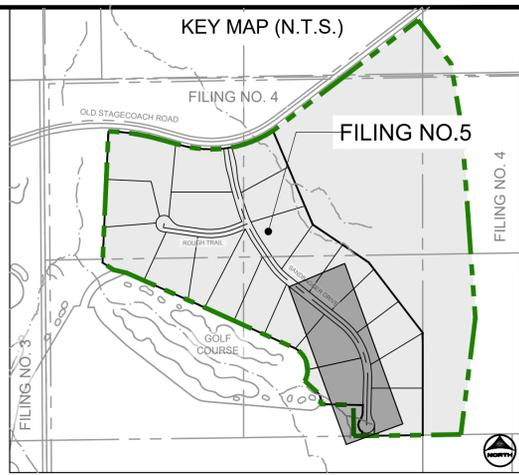 KEY MAP (N.T.S.)
FILING NO. 4
OLD STAGECOACH ROAD
FILING NO.5
FILING NO. 4
ROUGH TRAIL
DRIVE
GOLF
COURSE
FILING NO. 3
NORTH